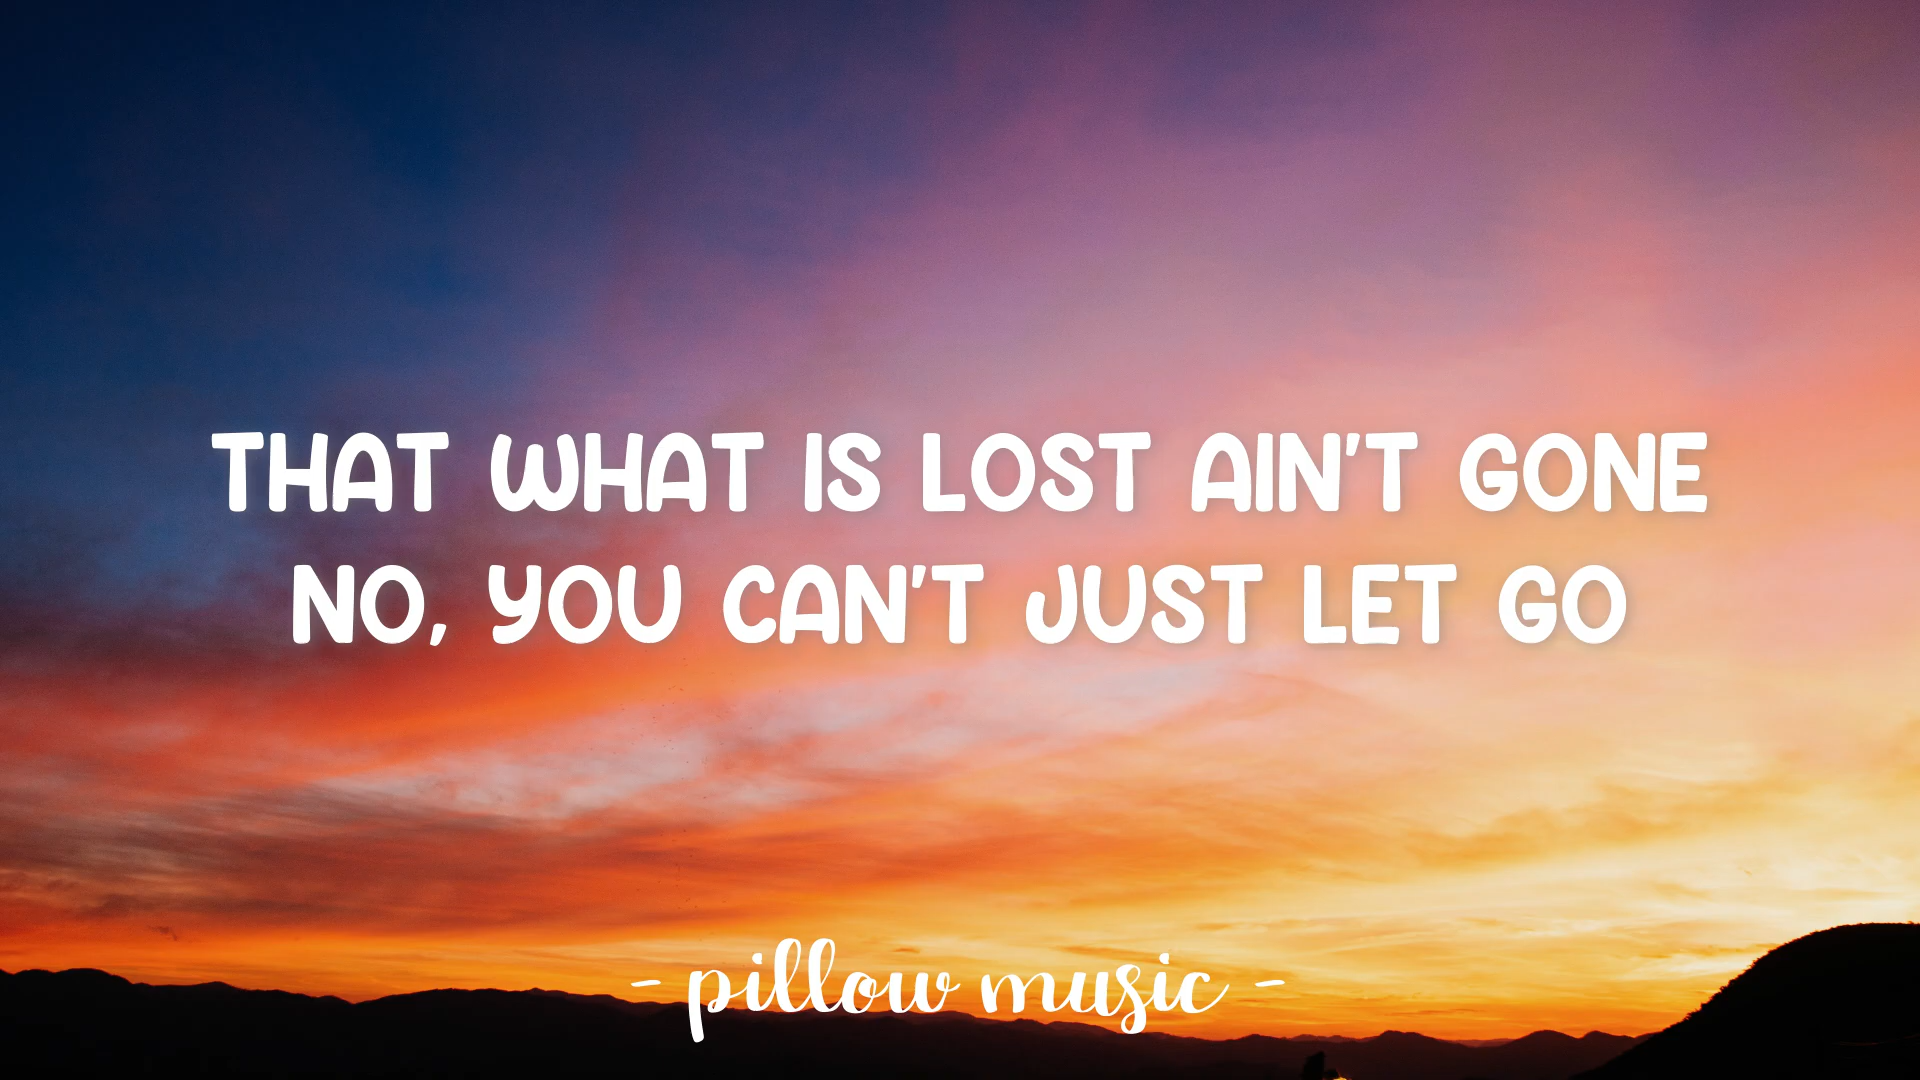 THAT WHAT IS LOST AIN'T GONE
NO, YOU CAN'T JUST LET GO
- pillow music -